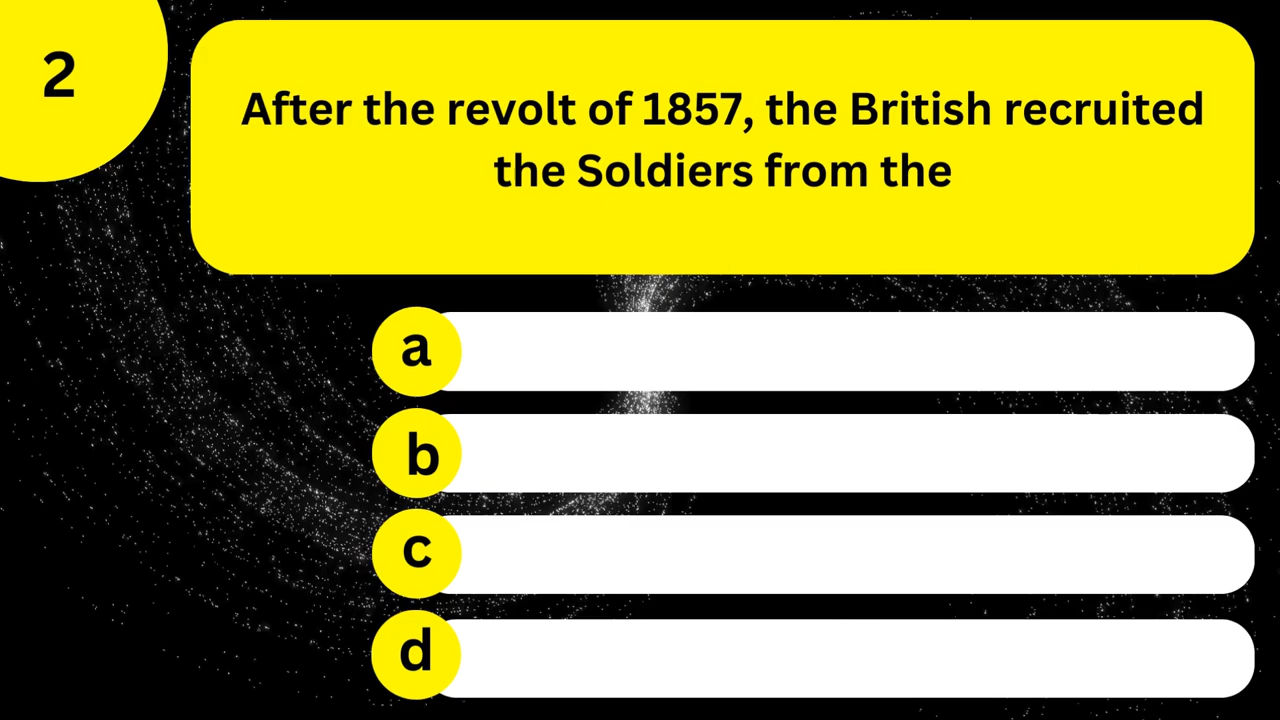 2
After the revolt of 1857, the British recruited
the Soldiers from the
a
b
c
d